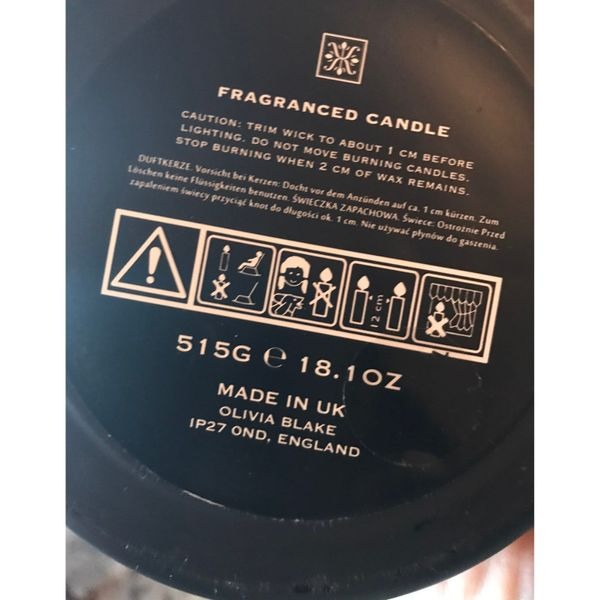 FRAGRANCED CANDLE
CAUTION: TRIM WICK TO ABOUT 1 CM BEFORE
LIGHTING. DO NOT MOVE BURNING CANDLES.
STOP BURNING WHEN 2 CM OF WAX REMAINS.
DUFTKERZE. Vorsicht bei Kerzen: Docht vor dem Anzünden auf ca. 1 cm kürzen. Zum
Löschen keine Flüssigkeiten benutzen. ŚWIECZKA ZAPACHOWA. Świece: Ostrożnie Przed
zapaleniem świecy przyciąć knot do długości ok. 1 cm. Nie używać płynów do gaszenia.
12 cm
515G ℮ 18.1OZ
MADE IN UK
OLIVIA BLAKE
IP27 0ND, ENGLAND